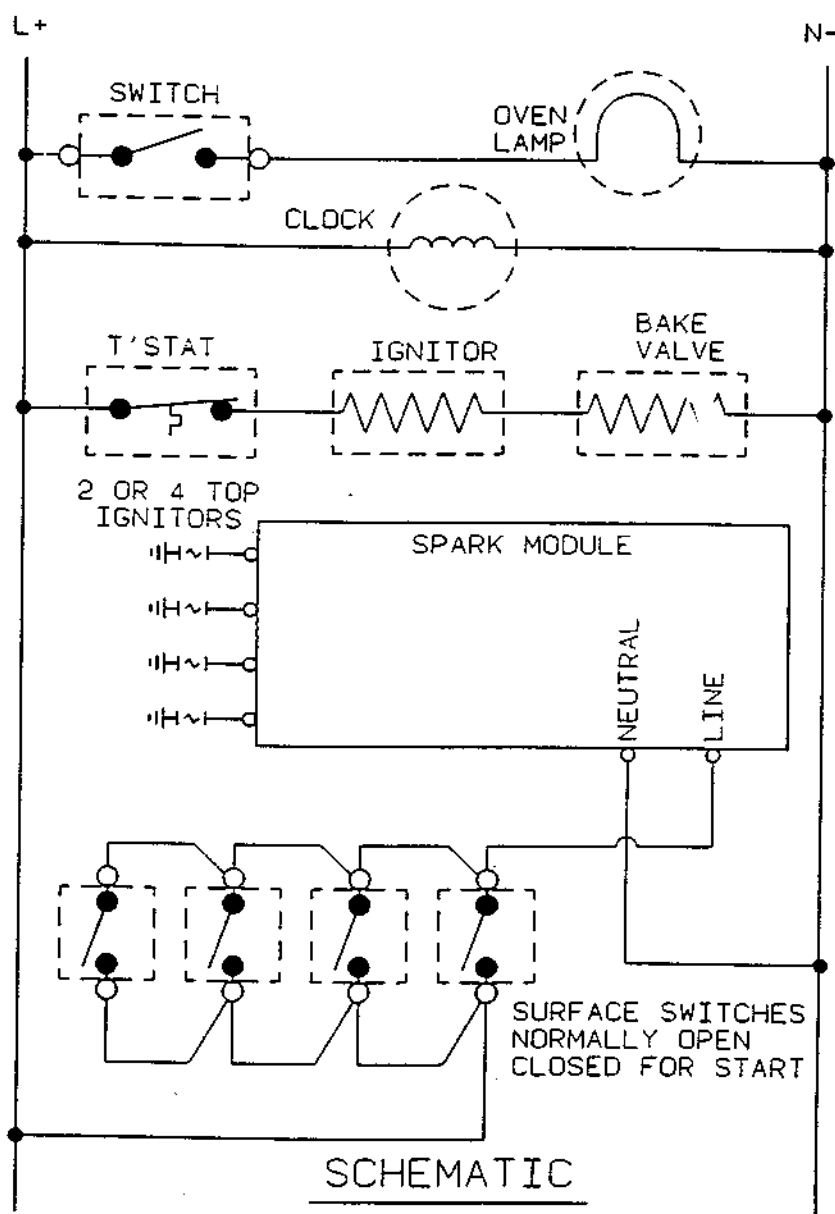 L+
N-
SWITCH
OVEN
LAMP
CLOCK
T'STAT
IGNITOR
BAKE
VALVE
2 OR 4 TOP
IGNITORS
SPARK MODULE
NEUTRAL
LINE
SURFACE SWITCHES
NORMALLY OPEN
CLOSED FOR START
SCHEMATIC